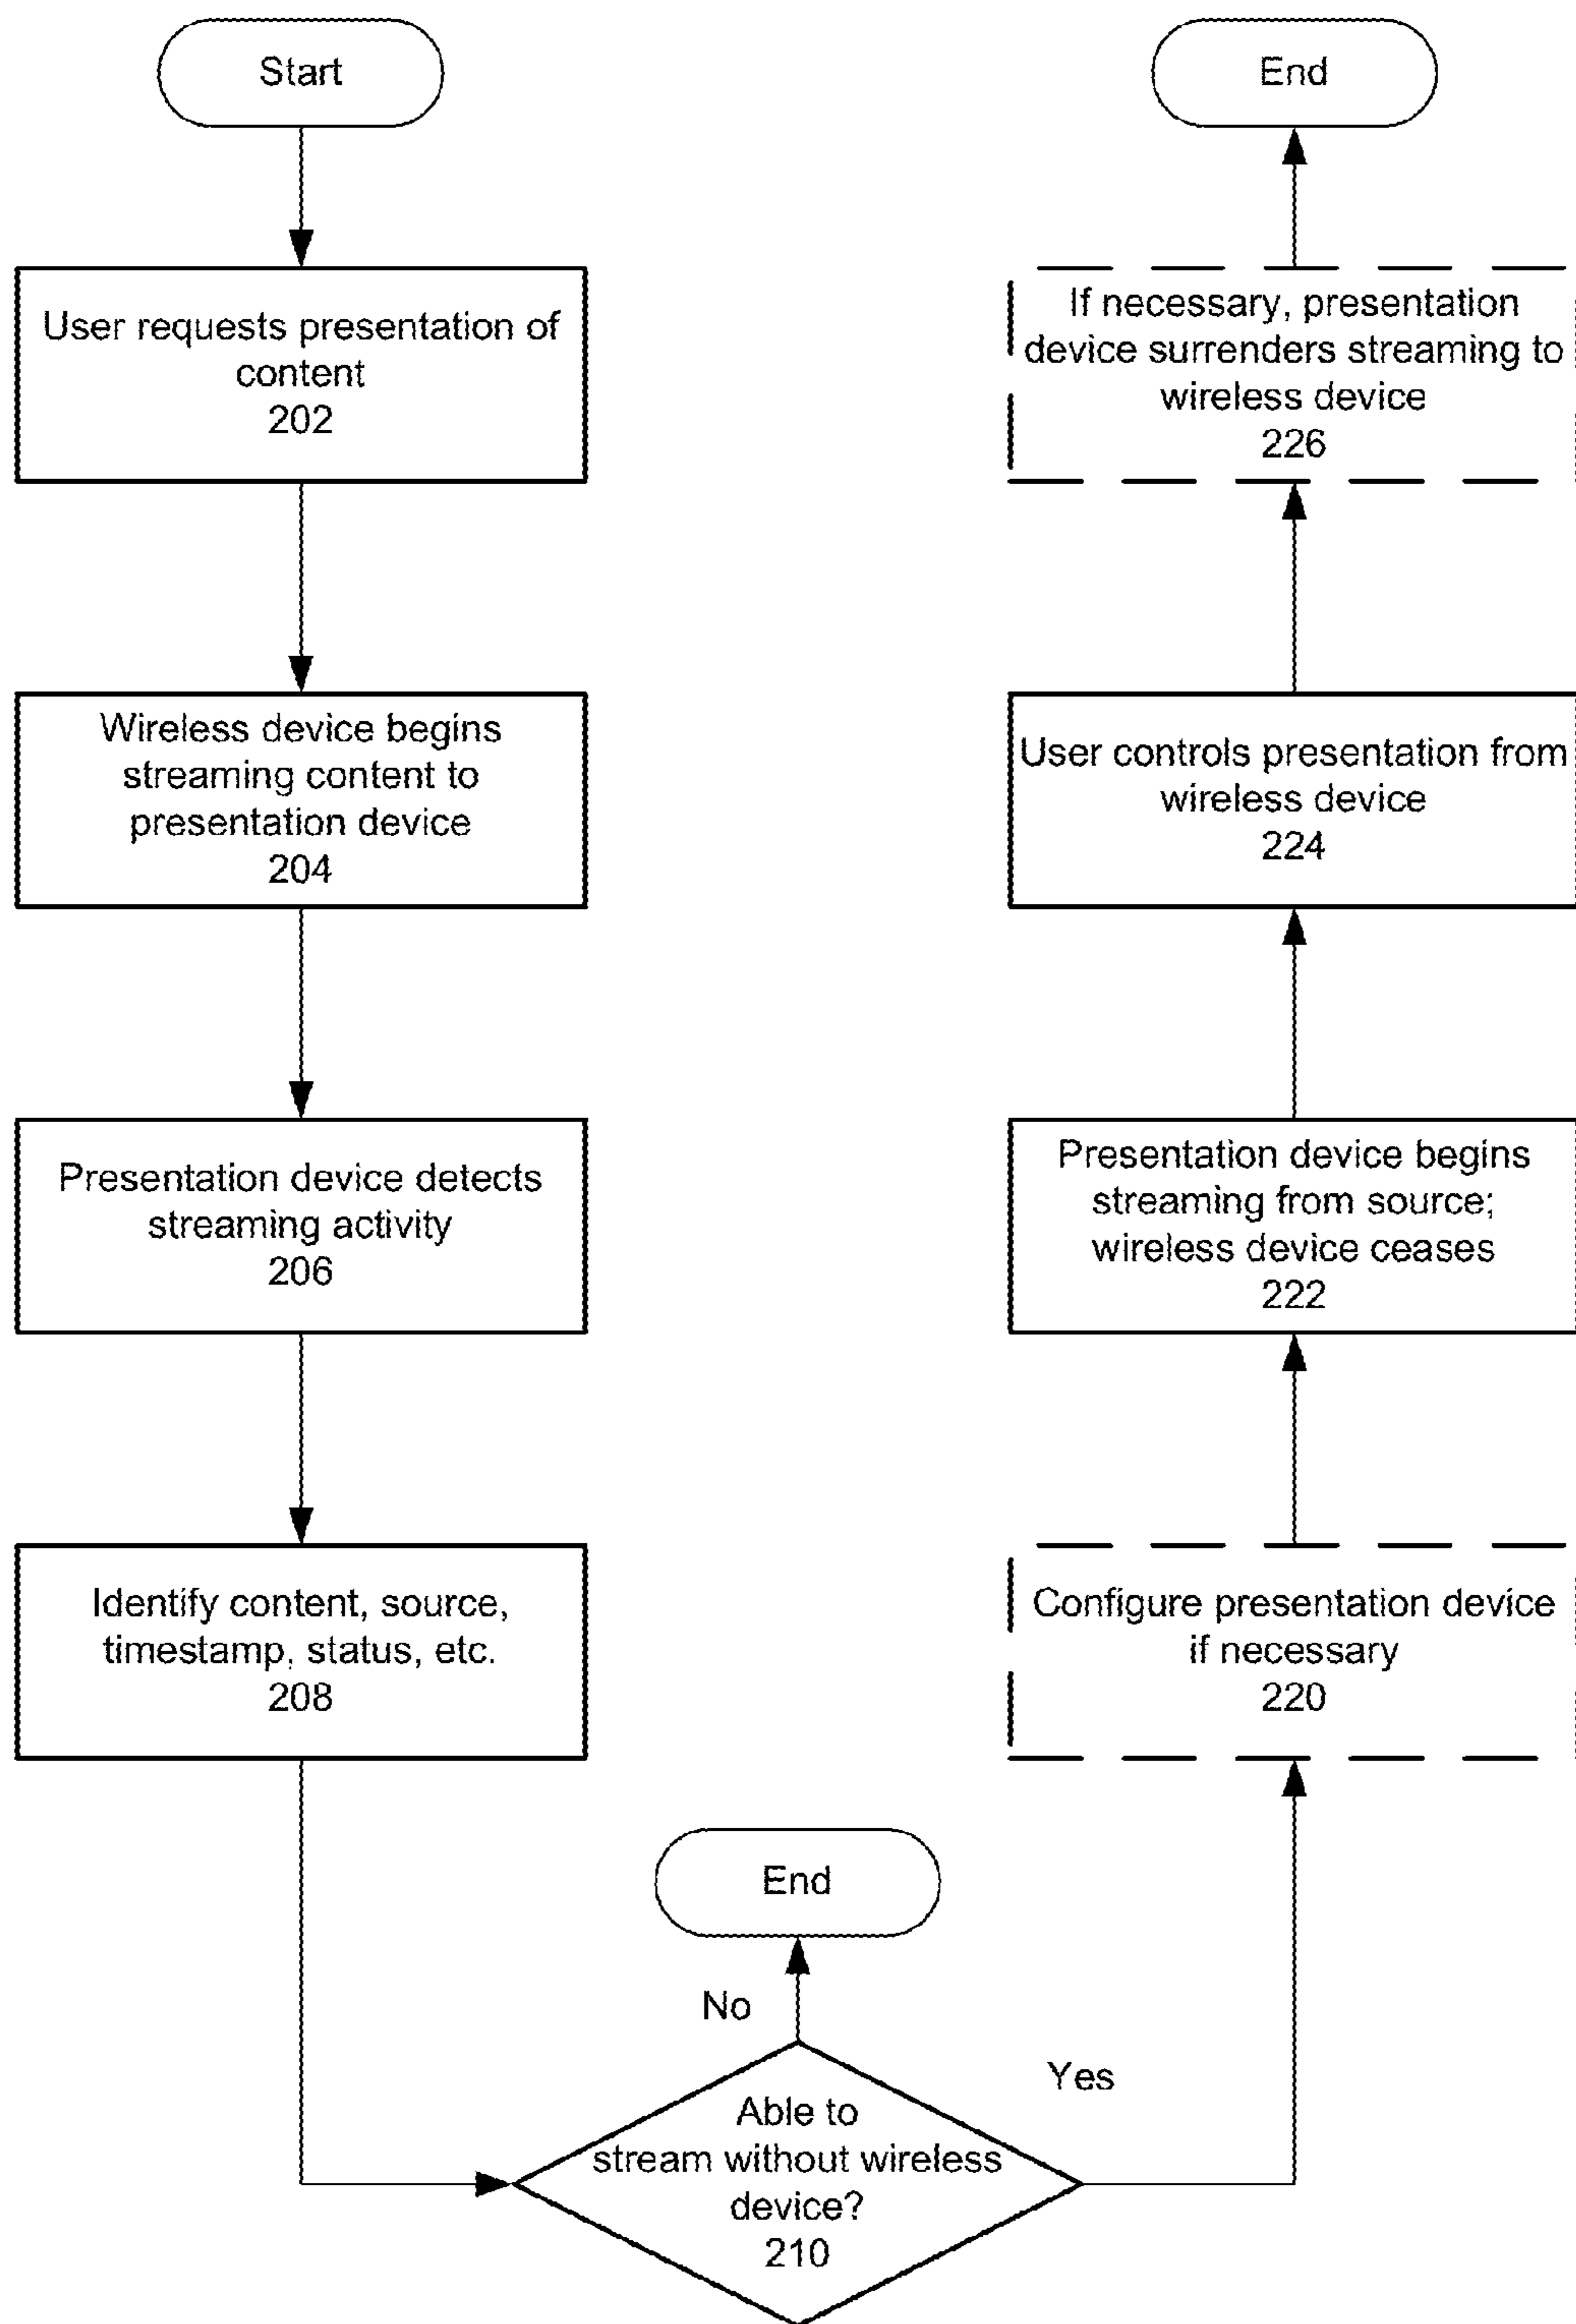 Start
User requests presentation of
content
202
Wireless device begins
streaming content to
presentation device
204
Presentation device detects
streaming activity
206
Identify content, source,
timestamp, status, etc.
208
Able to
stream without wireless
device?
210
No
End
Yes
Configure presentation device
if necessary
220
Presentation device begins
streaming from source;
wireless device ceases
222
User controls presentation from
wireless device
224
If necessary, presentation
device surrenders streaming to
wireless device
226
End